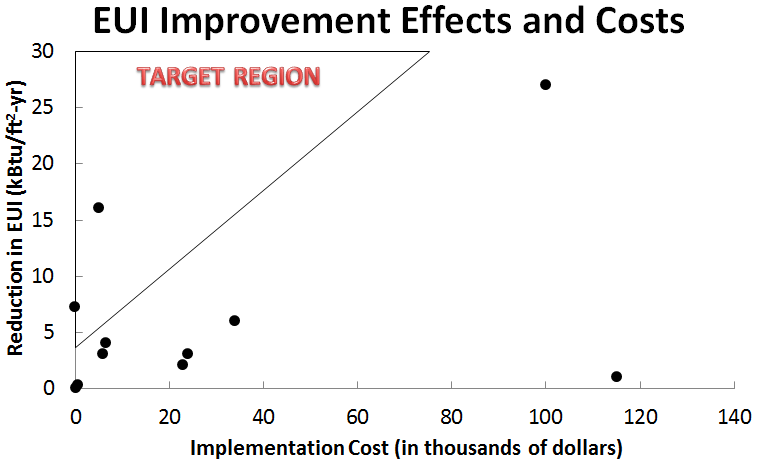 EUI Improvement Effects and Costs
TARGET REGION
Reduction in EUI (kBtu/ft²-yr)
30
25
20
15
10
5
0
0 20 40 60 80 100 120 140
Implementation Cost (in thousands of dollars)